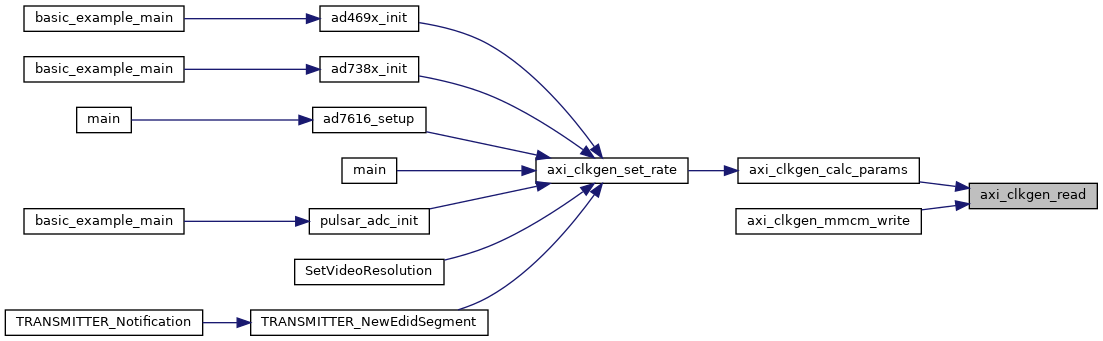 basic_example_main
ad469x_init
basic_example_main
ad738x_init
main
ad7616_setup
main
axi_clkgen_set_rate
axi_clkgen_calc_params
axi_clkgen_read
basic_example_main
pulsar_adc_init
axi_clkgen_mmcm_write
SetVideoResolution
TRANSMITTER_Notification
TRANSMITTER_NewEdidSegment